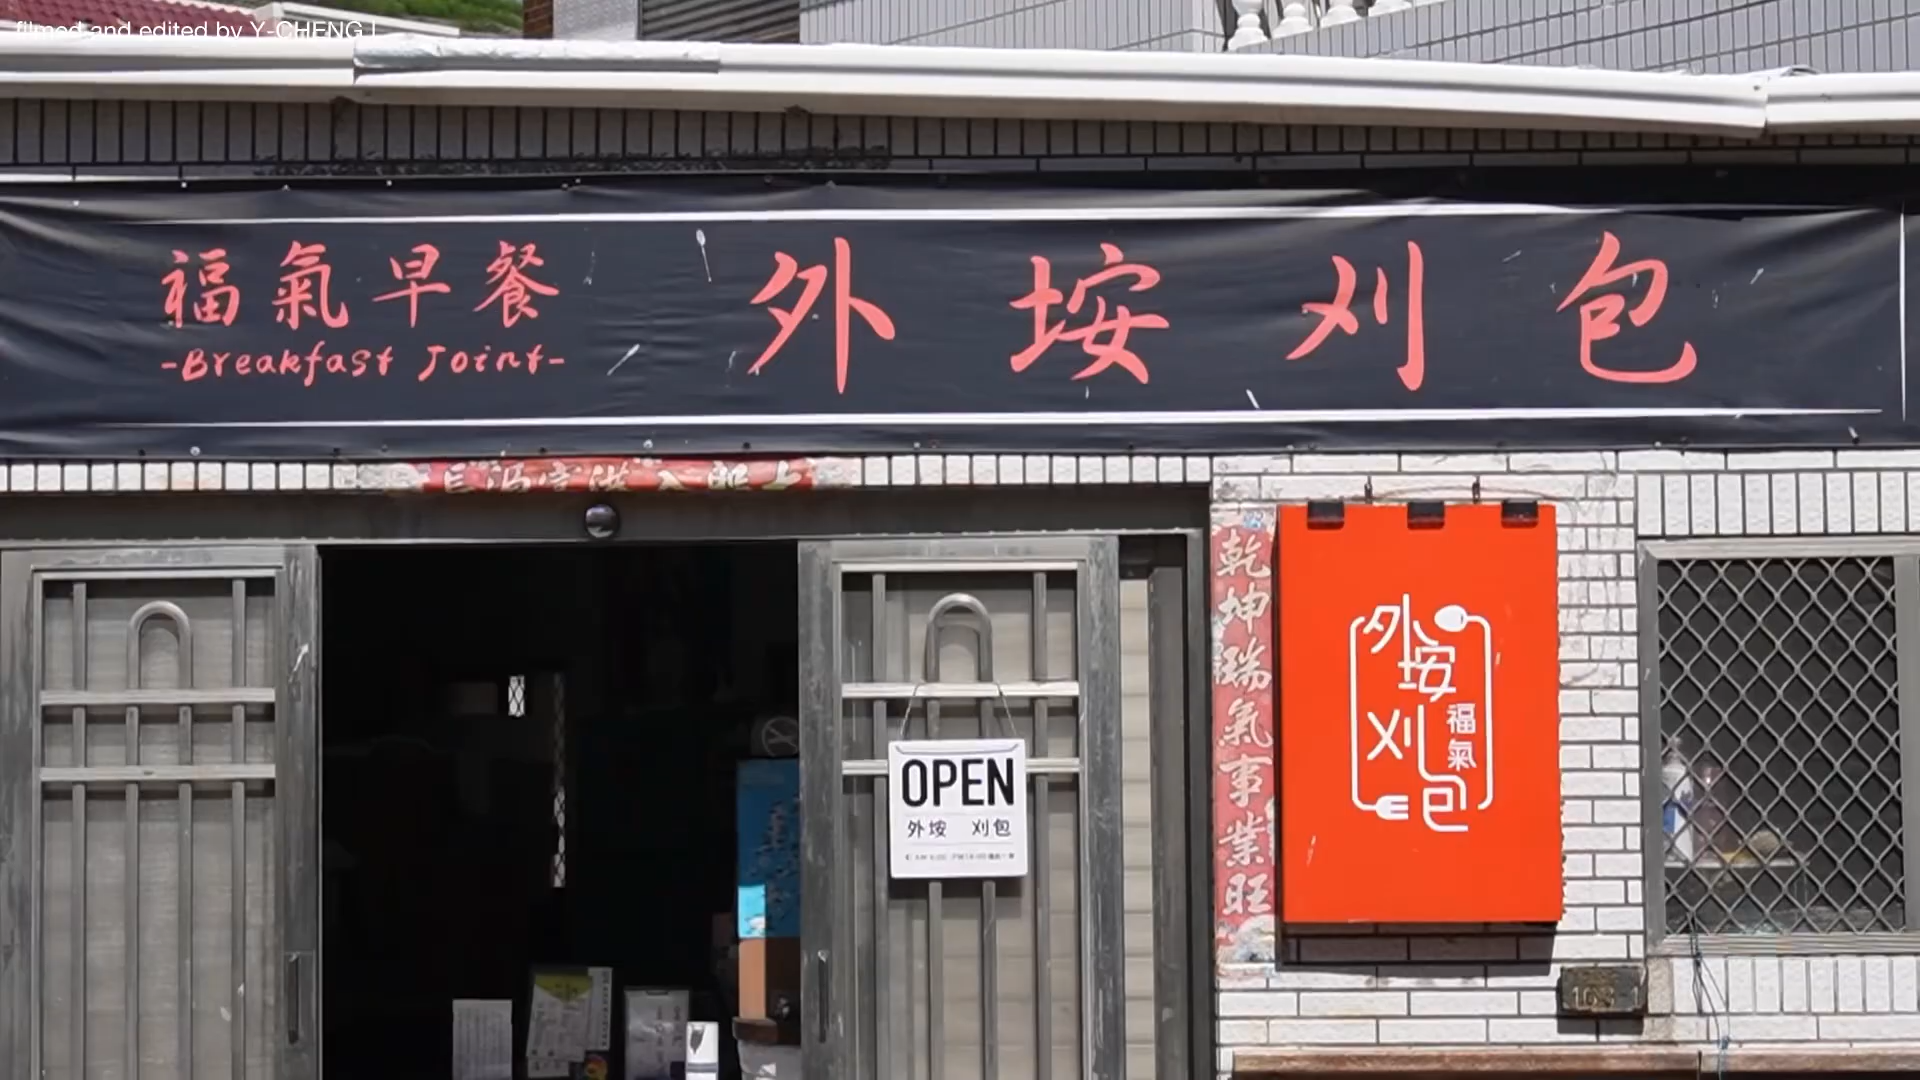 filmed and edited by Y-CHENG L
福氣早餐
-Breakfast Joint-
外垵刈包
乾坤瑞氣事業旺
外垵刈包
福氣
OPEN
外垵 刈包